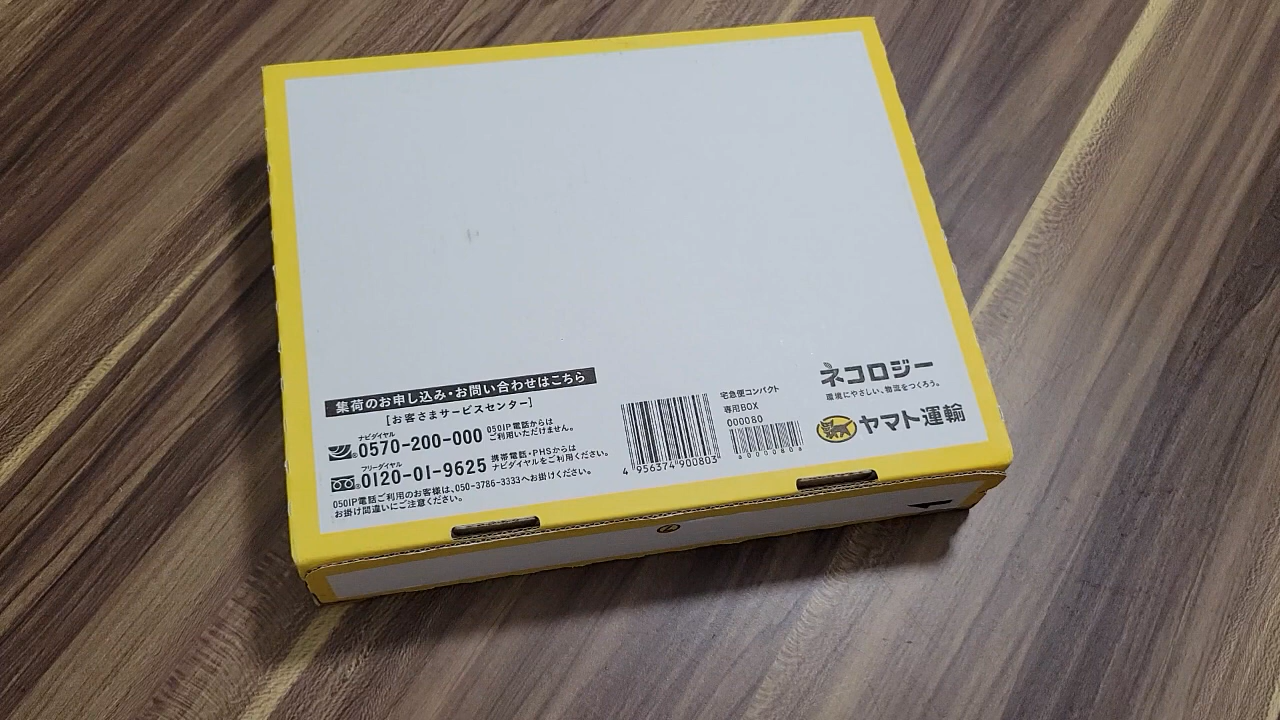 集荷のお申し込み・お問い合わせはこちら
[お客さまサービスセンター]
ナビダイヤル
0570-200-000
050IP電話からは
ご利用いただけません。
フリーダイヤル
0120-01-9625
携帯電話・PHSからは
ナビダイヤルをご利用ください。
050IP電話ご利用のお客様は、050-3786-3333へお掛けください。
お掛け間違いにご注意ください。
4 956374 900803
宅急便コンパクト
専用BOX
000080
a000080a
ネコロジー
環境にやさしい、物流をつくろう。
ヤマト運輸